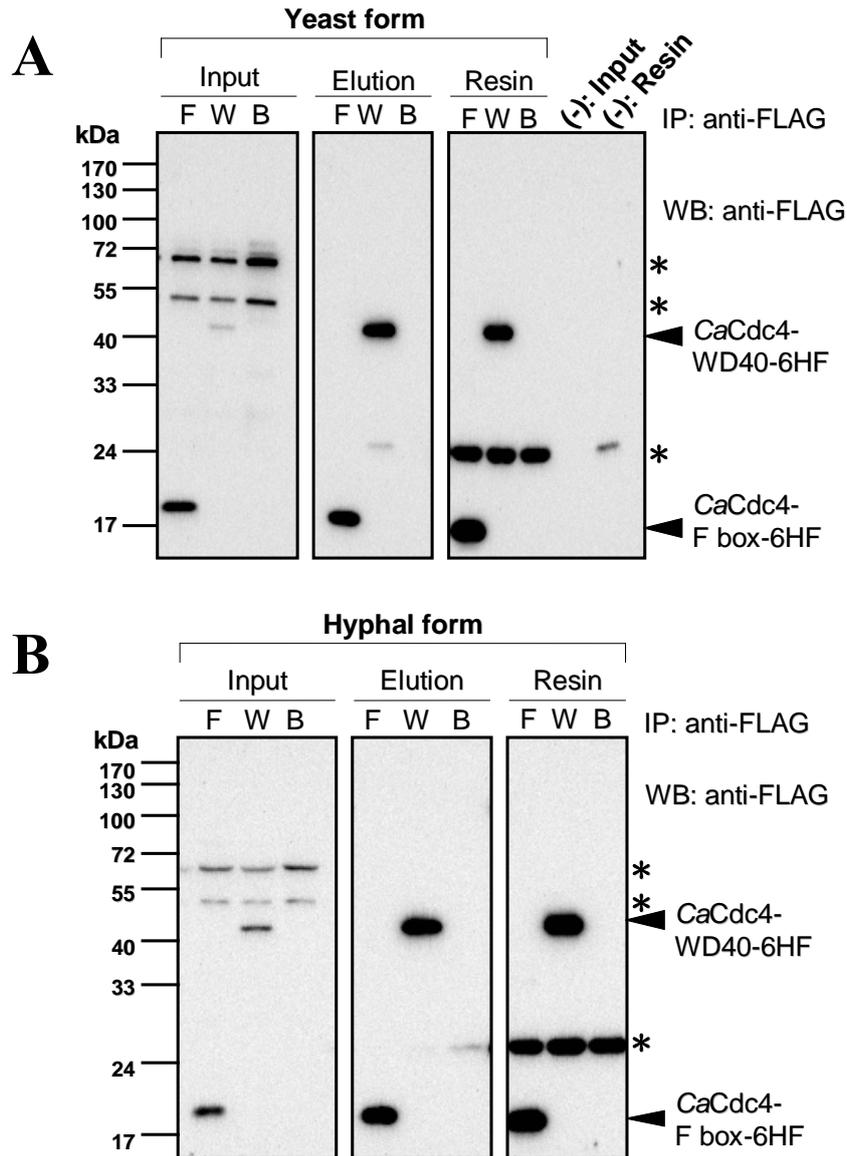 A
Yeast form
Input
Elution
Resin
(-): Input
(-): Resin
F W B
F W B
F W B
IP: anti-FLAG
kDa
170
130
100
72
55
40
33
24
17
WB: anti-FLAG
*
*
CaCdc4-
WD40-6HF
*
CaCdc4-
F box-6HF
B
Hyphal form
Input
Elution
Resin
F W B
F W B
F W B
IP: anti-FLAG
kDa
170
130
100
72
55
40
33
24
17
WB: anti-FLAG
*
*
CaCdc4-
WD40-6HF
*
CaCdc4-
F box-6HF